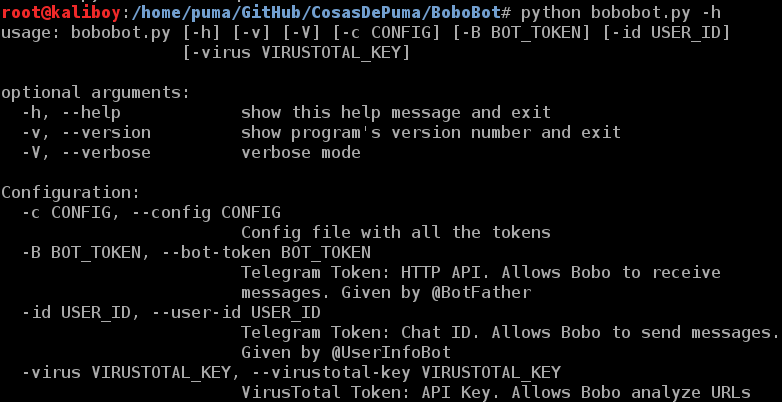 root@kaliboy:/home/puma/GitHub/CosasDePuma/BoboBot# python bobobot.py -h
usage: bobobot.py [-h] [-v] [-V] [-c CONFIG] [-B BOT_TOKEN] [-id USER_ID]
                  [-virus VIRUSTOTAL_KEY]

optional arguments:
  -h, --help            show this help message and exit
  -v, --version         show program's version number and exit
  -V, --verbose         verbose mode

Configuration:
  -c CONFIG, --config CONFIG
                        Config file with all the tokens
  -B BOT_TOKEN, --bot-token BOT_TOKEN
                        Telegram Token: HTTP API. Allows Bobo to receive
                        messages. Given by @BotFather
  -id USER_ID, --user-id USER_ID
                        Telegram Token: Chat ID. Allows Bobo to send messages.
                        Given by @UserInfoBot
  -virus VIRUSTOTAL_KEY, --virustotal-key VIRUSTOTAL_KEY
                        VirusTotal Token: API Key. Allows Bobo analyze URLs